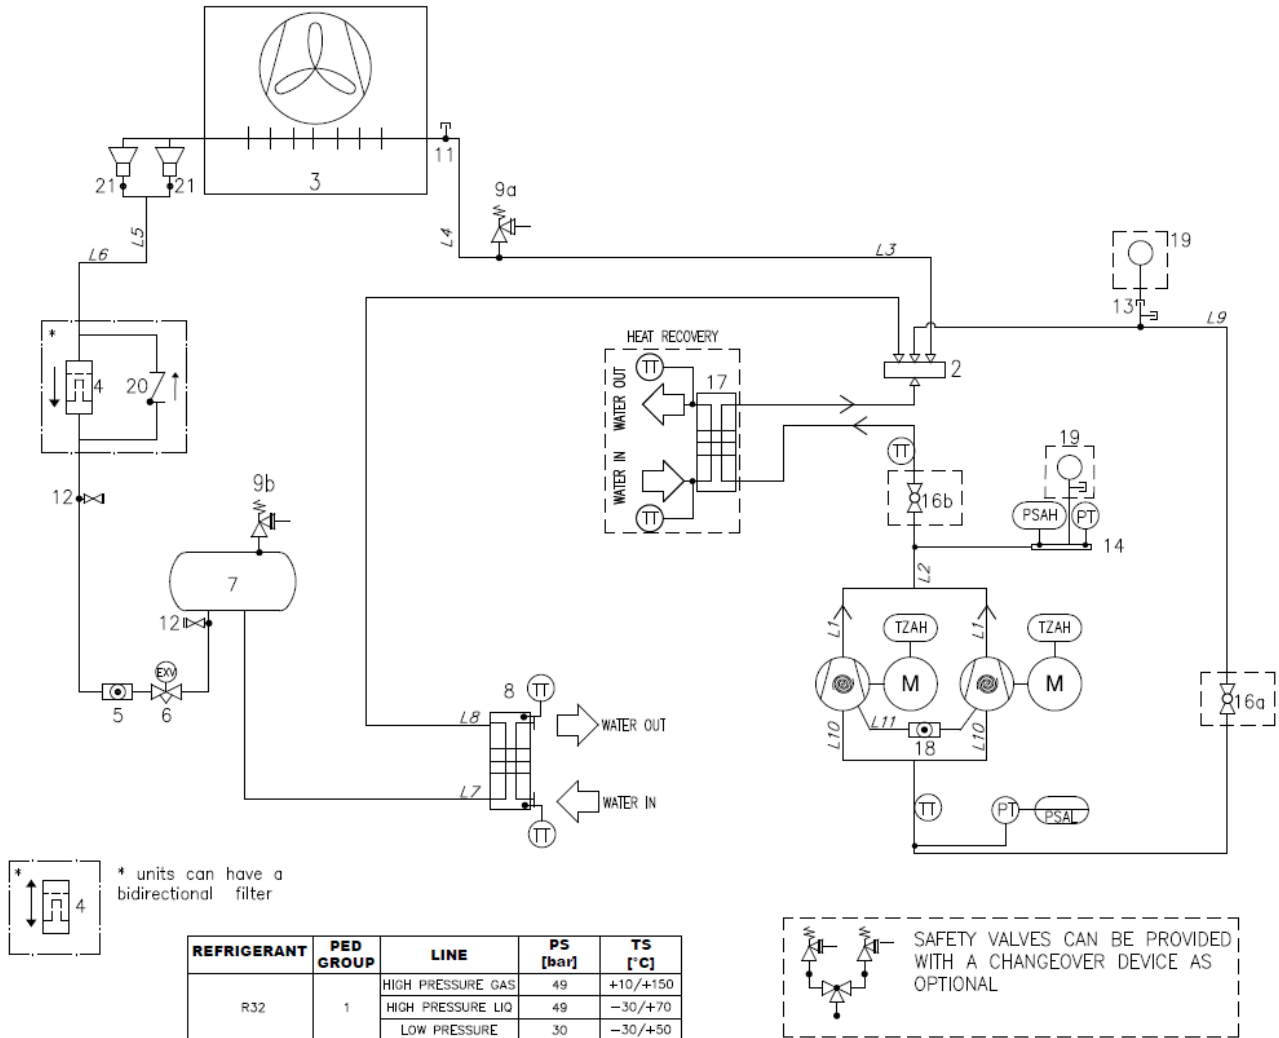 3
11
21
21
9a
L5
L4
L6
L3
19
13
L9
*
4
20
HEAT RECOVERY
TT
WATER OUT
17
2
WATER IN
TT
TT
19
16b
PSAH
PT
14
12
9b
7
12
L2
L1
TZAH
L1
TZAH
M
M
EXV
5
6
8
TT
L8
WATER OUT
L7
WATER IN
TT
L10
L11
18
L10
16a
TT
PT
PSAL
*
4
* units can have a
bidirectional filter
REFRIGERANT PED GROUP LINE PS [bar] TS [°C]
R32 1 HIGH PRESSURE GAS 49 +10/+150
HIGH PRESSURE LIQ 49 -30/+70
LOW PRESSURE 30 -30/+50
SAFETY VALVES CAN BE PROVIDED
WITH A CHANGEOVER DEVICE AS
OPTIONAL